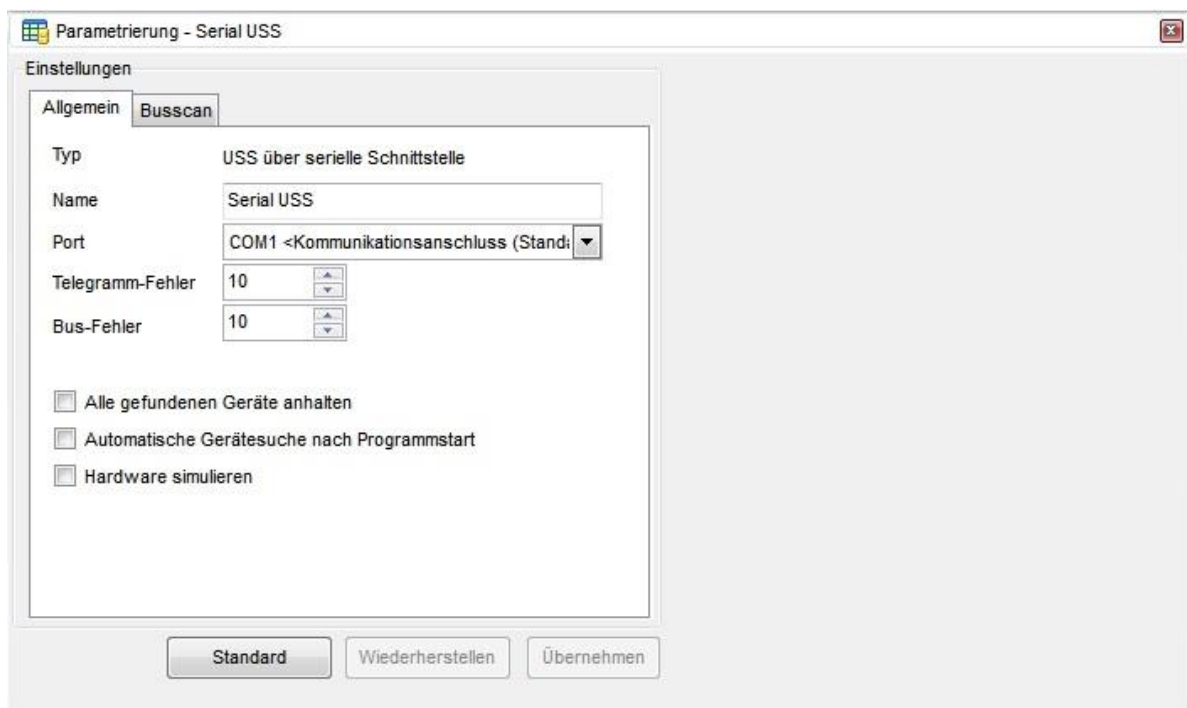 Parametrierung - Serial USS
Einstellungen
Allgemein Busscan
Typ USS über serielle Schnittstelle
Name Serial USS
Port COM1 <Kommunikationsanschluss (Standa
Telegramm-Fehler 10
Bus-Fehler 10
Alle gefundenen Geräte anhalten
Automatische Gerätesuche nach Programmstart
Hardware simulieren
Standard Wiederherstellen Übernehmen